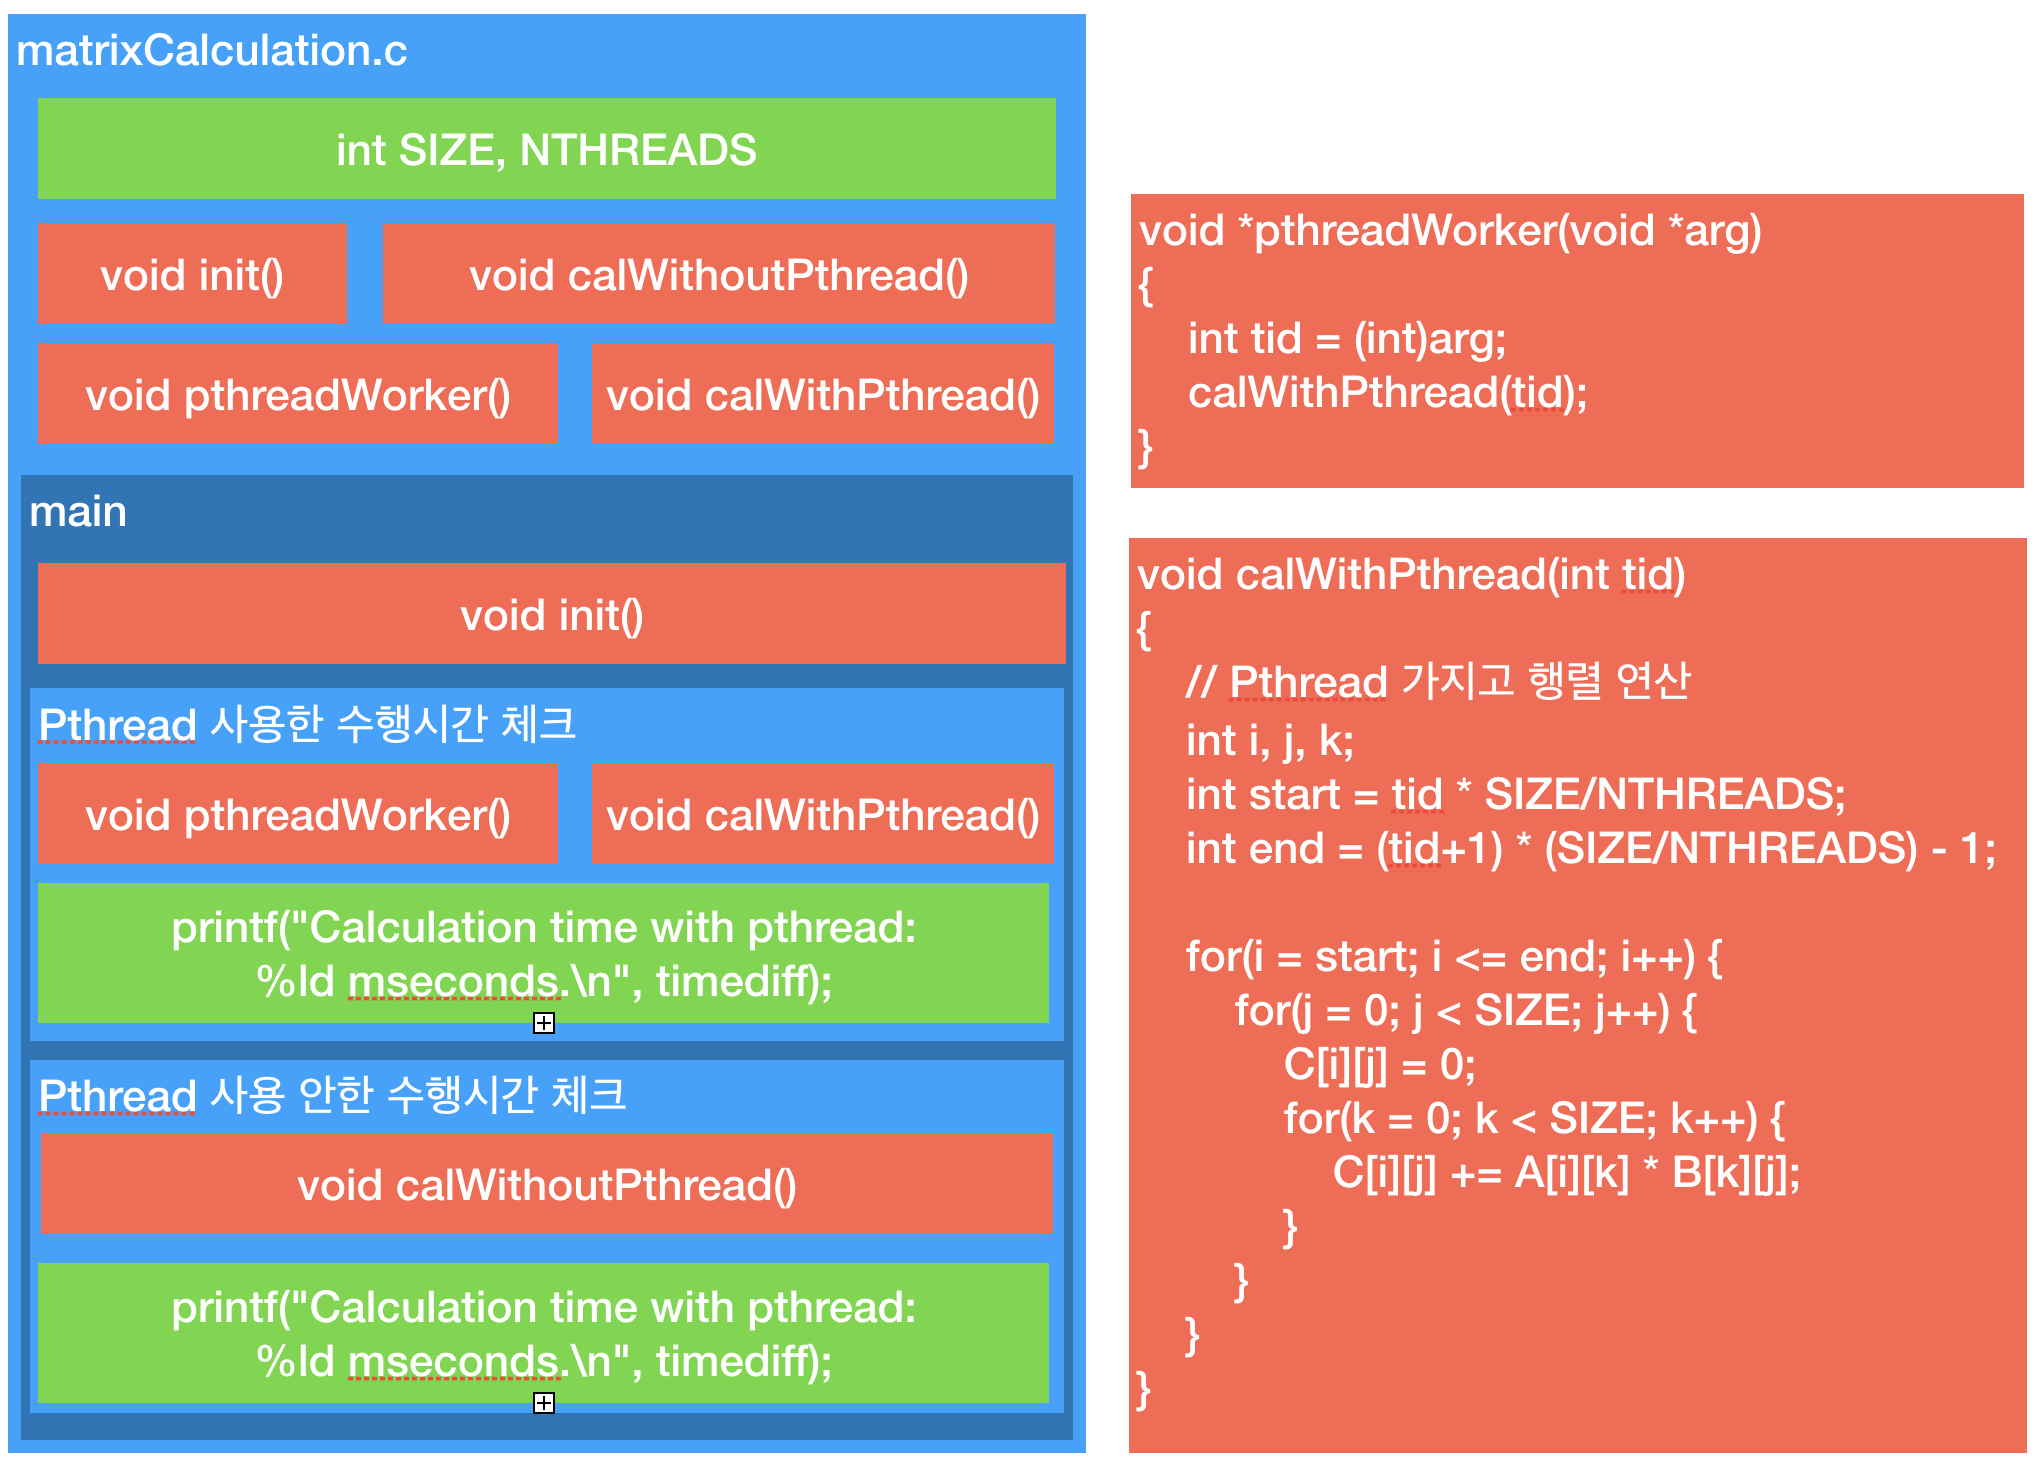 matrixCalculation.c
int SIZE, NTHREADS
void init()
void calWithoutPthread()
void pthreadWorker()
void calWithPthread()
main
void init()
Pthread 사용한 수행시간 체크
void pthreadWorker()
void calWithPthread()
printf("Calculation time with pthread:
%ld mseconds.\n", timediff);
Pthread 사용 안한 수행시간 체크
void calWithoutPthread()
printf("Calculation time with pthread:
%ld mseconds.\n", timediff);
void *pthreadWorker(void *arg)
{
int tid = (int)arg;
calWithPthread(tid);
}
void calWithPthread(int tid)
{
// Pthread 가지고 행렬 연산
int i, j, k;
int start = tid * SIZE/NTHREADS;
int end = (tid+1) * (SIZE/NTHREADS) - 1;
for(i = start; i <= end; i++) {
for(j = 0; j < SIZE; j++) {
C[i][j] = 0;
for(k = 0; k < SIZE; k++) {
C[i][j] += A[i][k] * B[k][j];
}
}
}
}